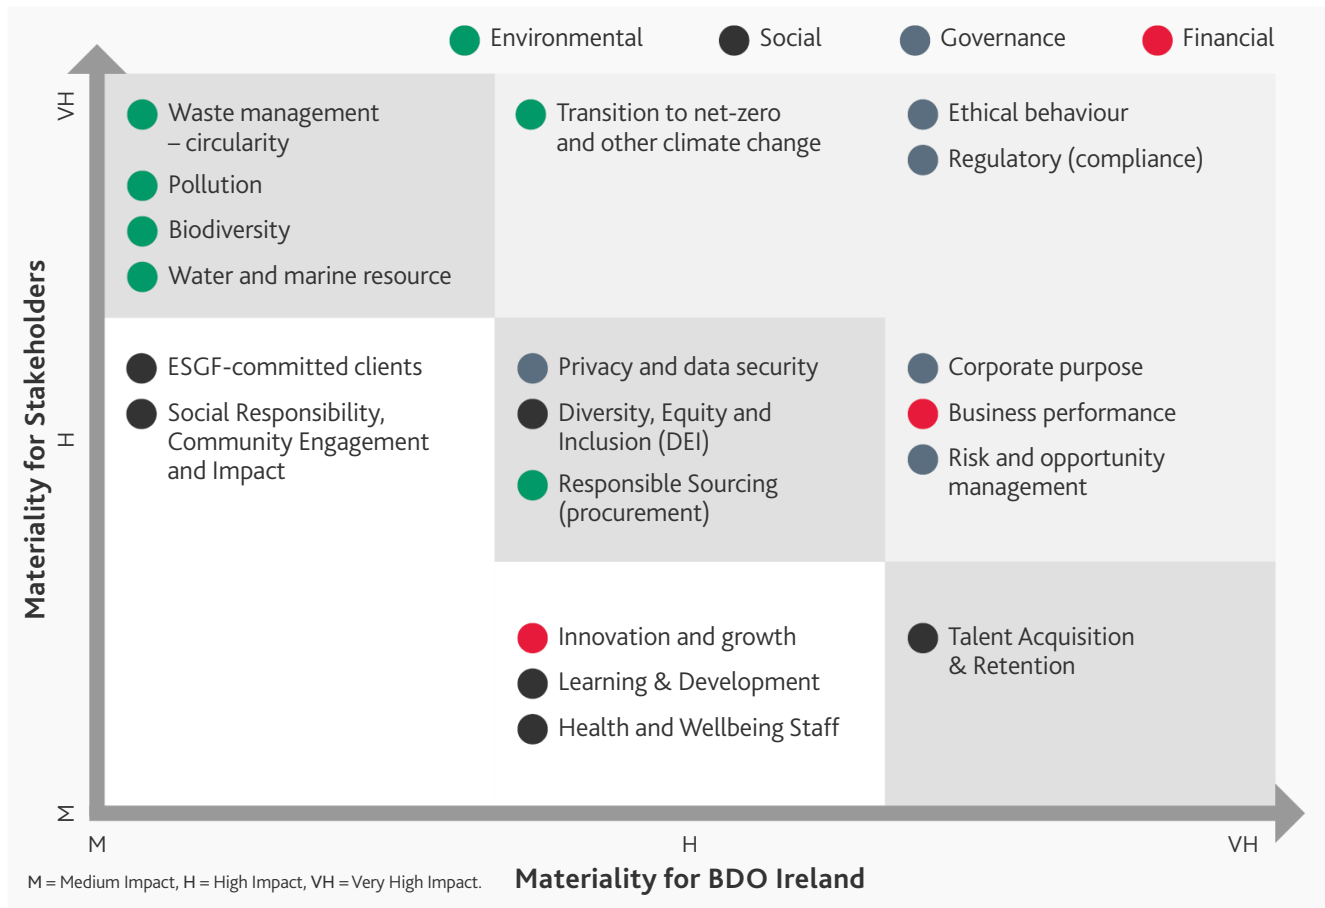 Environmental
Social
Governance
Financial
VH
Waste management
– circularity
Pollution
Biodiversity
Water and marine resource
Transition to net-zero
and other climate change
Ethical behaviour
Regulatory (compliance)
Materiality for Stakeholders
H
ESGF-committed clients
Social Responsibility,
Community Engagement
and Impact
Privacy and data security
Diversity, Equity and
Inclusion (DEI)
Responsible Sourcing
(procurement)
Corporate purpose
Business performance
Risk and opportunity
management
Innovation and growth
Learning & Development
Health and Wellbeing Staff
Talent Acquisition
& Retention
M
M
H
VH
M = Medium Impact, H = High Impact, VH = Very High Impact.
Materiality for BDO Ireland